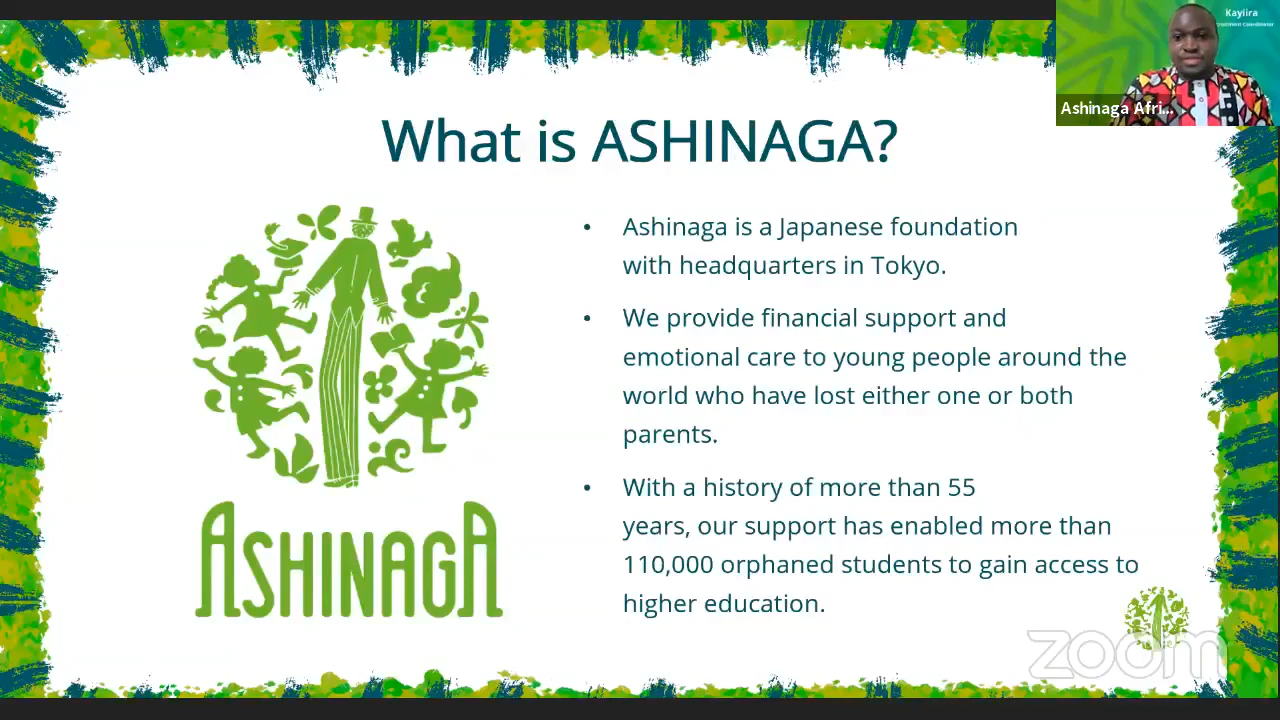 Kayiira
Ashinaga Afri...
What is ASHINAGA?
• Ashinaga is a Japanese foundation
with headquarters in Tokyo.
• We provide financial support and
emotional care to young people around the
world who have lost either one or both
parents.
• With a history of more than 55
years, our support has enabled more than
110,000 orphaned students to gain access to
higher education.
ASHINAGA
zoom